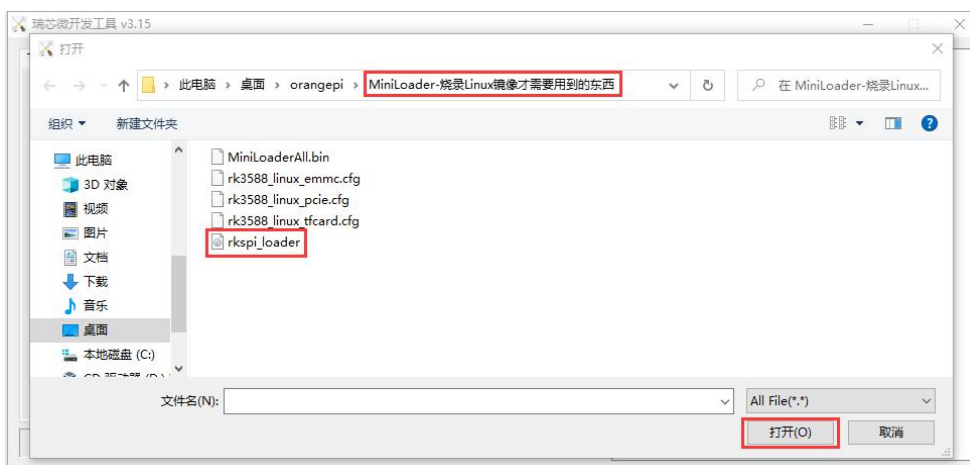 瑞芯微开发工具 v3.15
打开
此电脑 › 桌面 › orangepi › MiniLoader-烧录Linux镜像才需要用到的东西
在 MiniLoader-烧录Linux...
组织 新建文件夹
此电脑
3D 对象
视频
图片
文档
下载
音乐
桌面
本地磁盘 (C:)
MiniLoaderAll.bin
rk3588_linux_emmc.cfg
rk3588_linux_pcie.cfg
rk3588_linux_tfcard.cfg
rkspi_loader
文件名(N):
All File(*.*)
打开(O) 取消